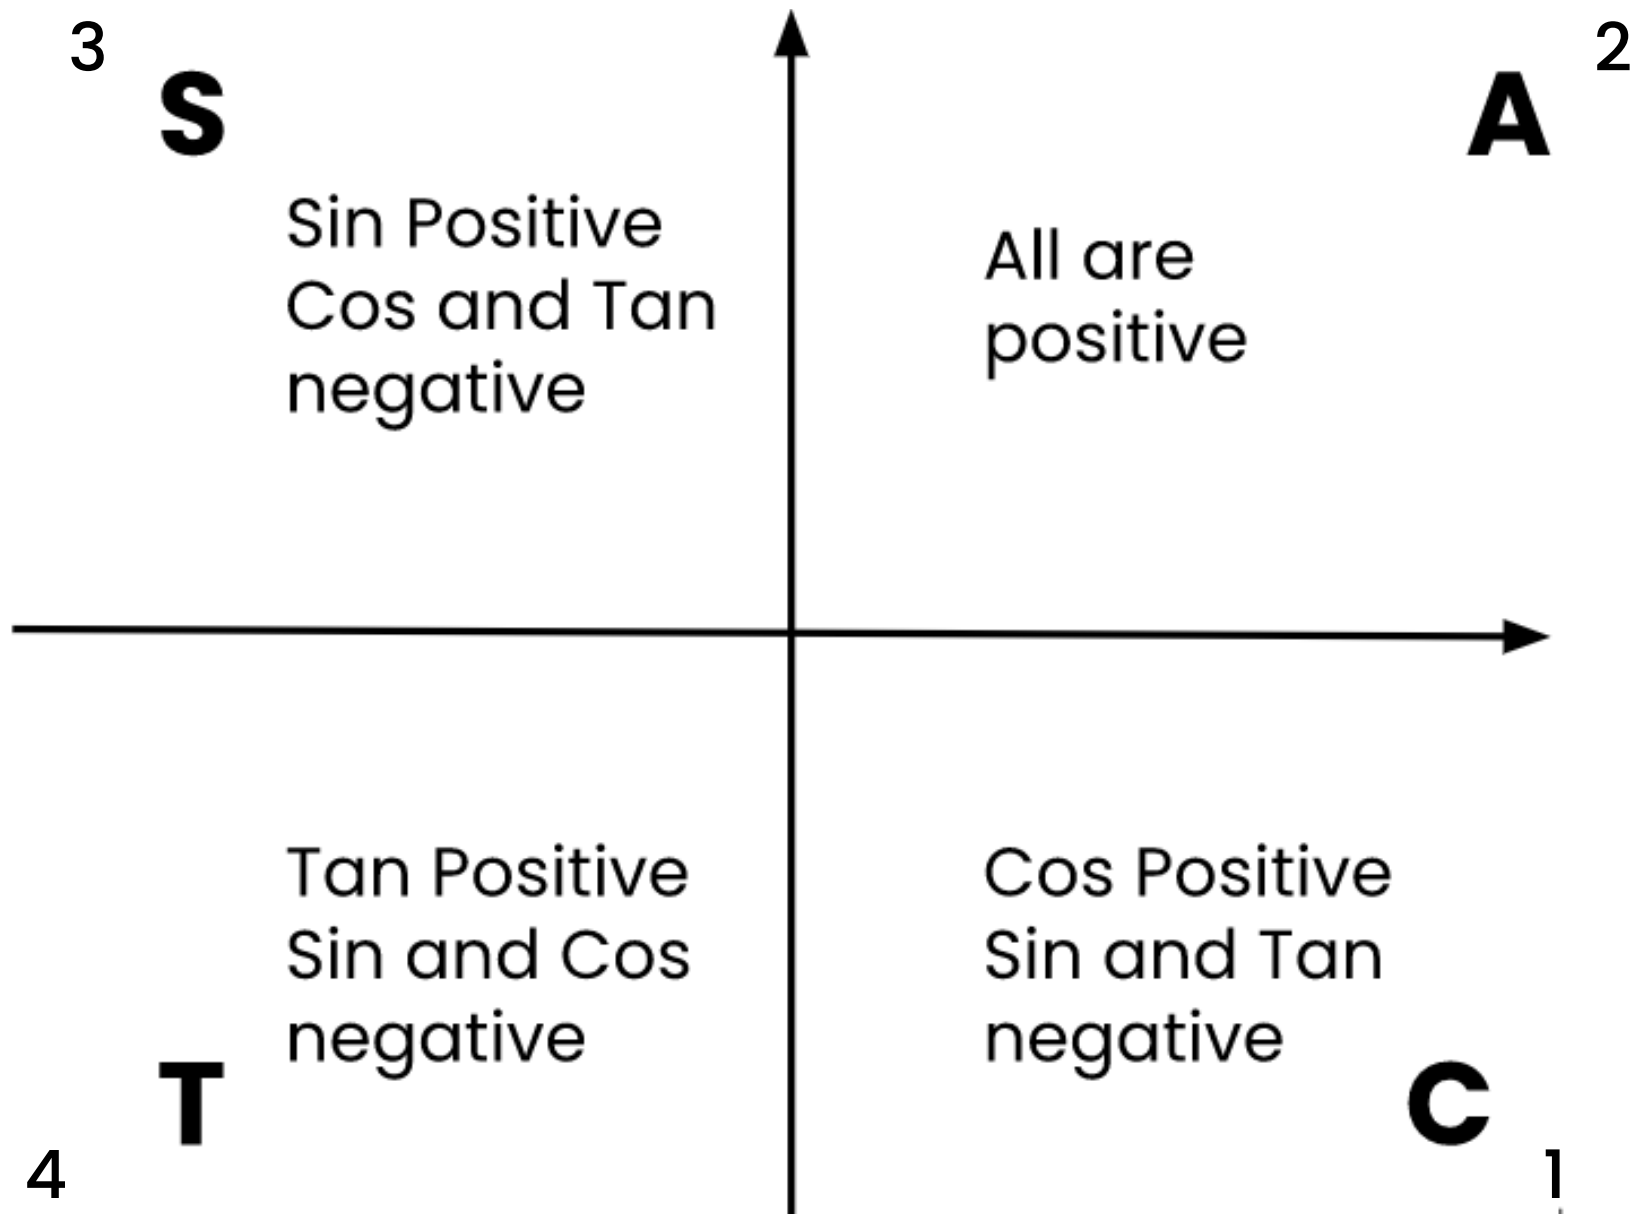 3
2
S
A
Sin Positive
Cos and Tan
negative
All are
positive
Tan Positive
Sin and Cos
negative
Cos Positive
Sin and Tan
negative
T
C
4
1